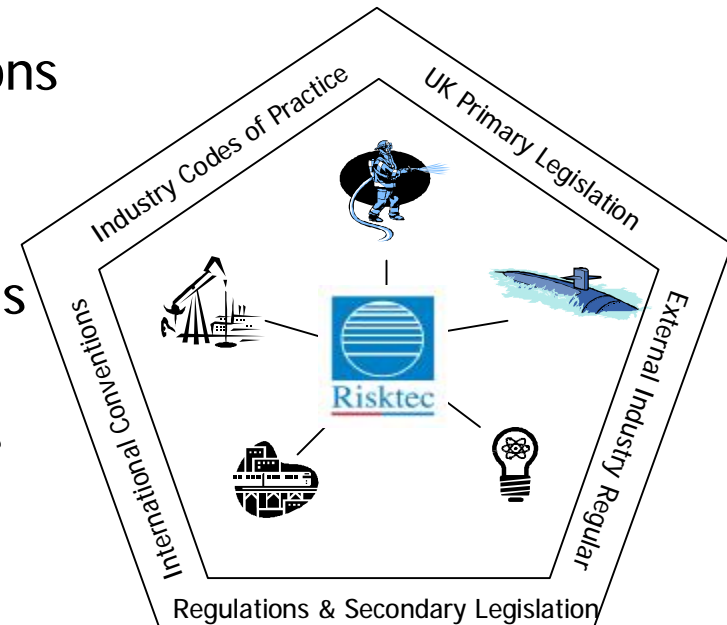 ons
Industry Codes of Practice
UK Primary Legislation
s
International Conventions
External Industry Regular
Risktec
Regulations & Secondary Legislation